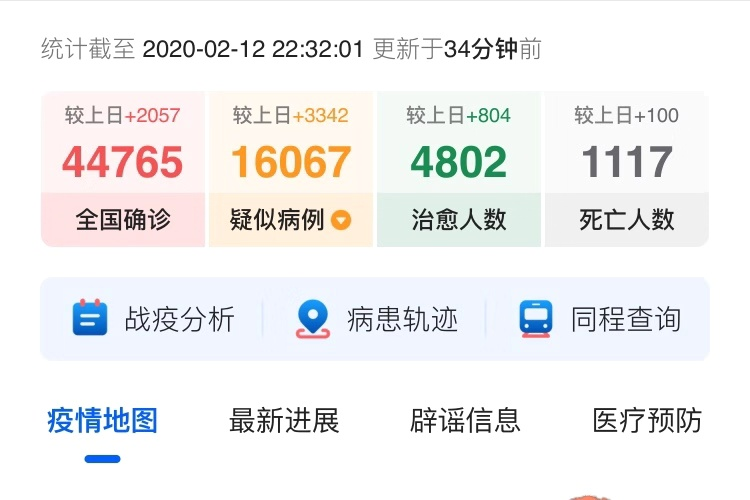 统计截至 2020-02-12 22:32:01 更新于34分钟前
较上日+2057 较上日+3342 较上日+804 较上日+100
44765 16067 4802 1117
全国确诊 疑似病例 治愈人数 死亡人数
战疫分析 病患轨迹 同程查询
疫情地图 最新进展 辟谣信息 医疗预防